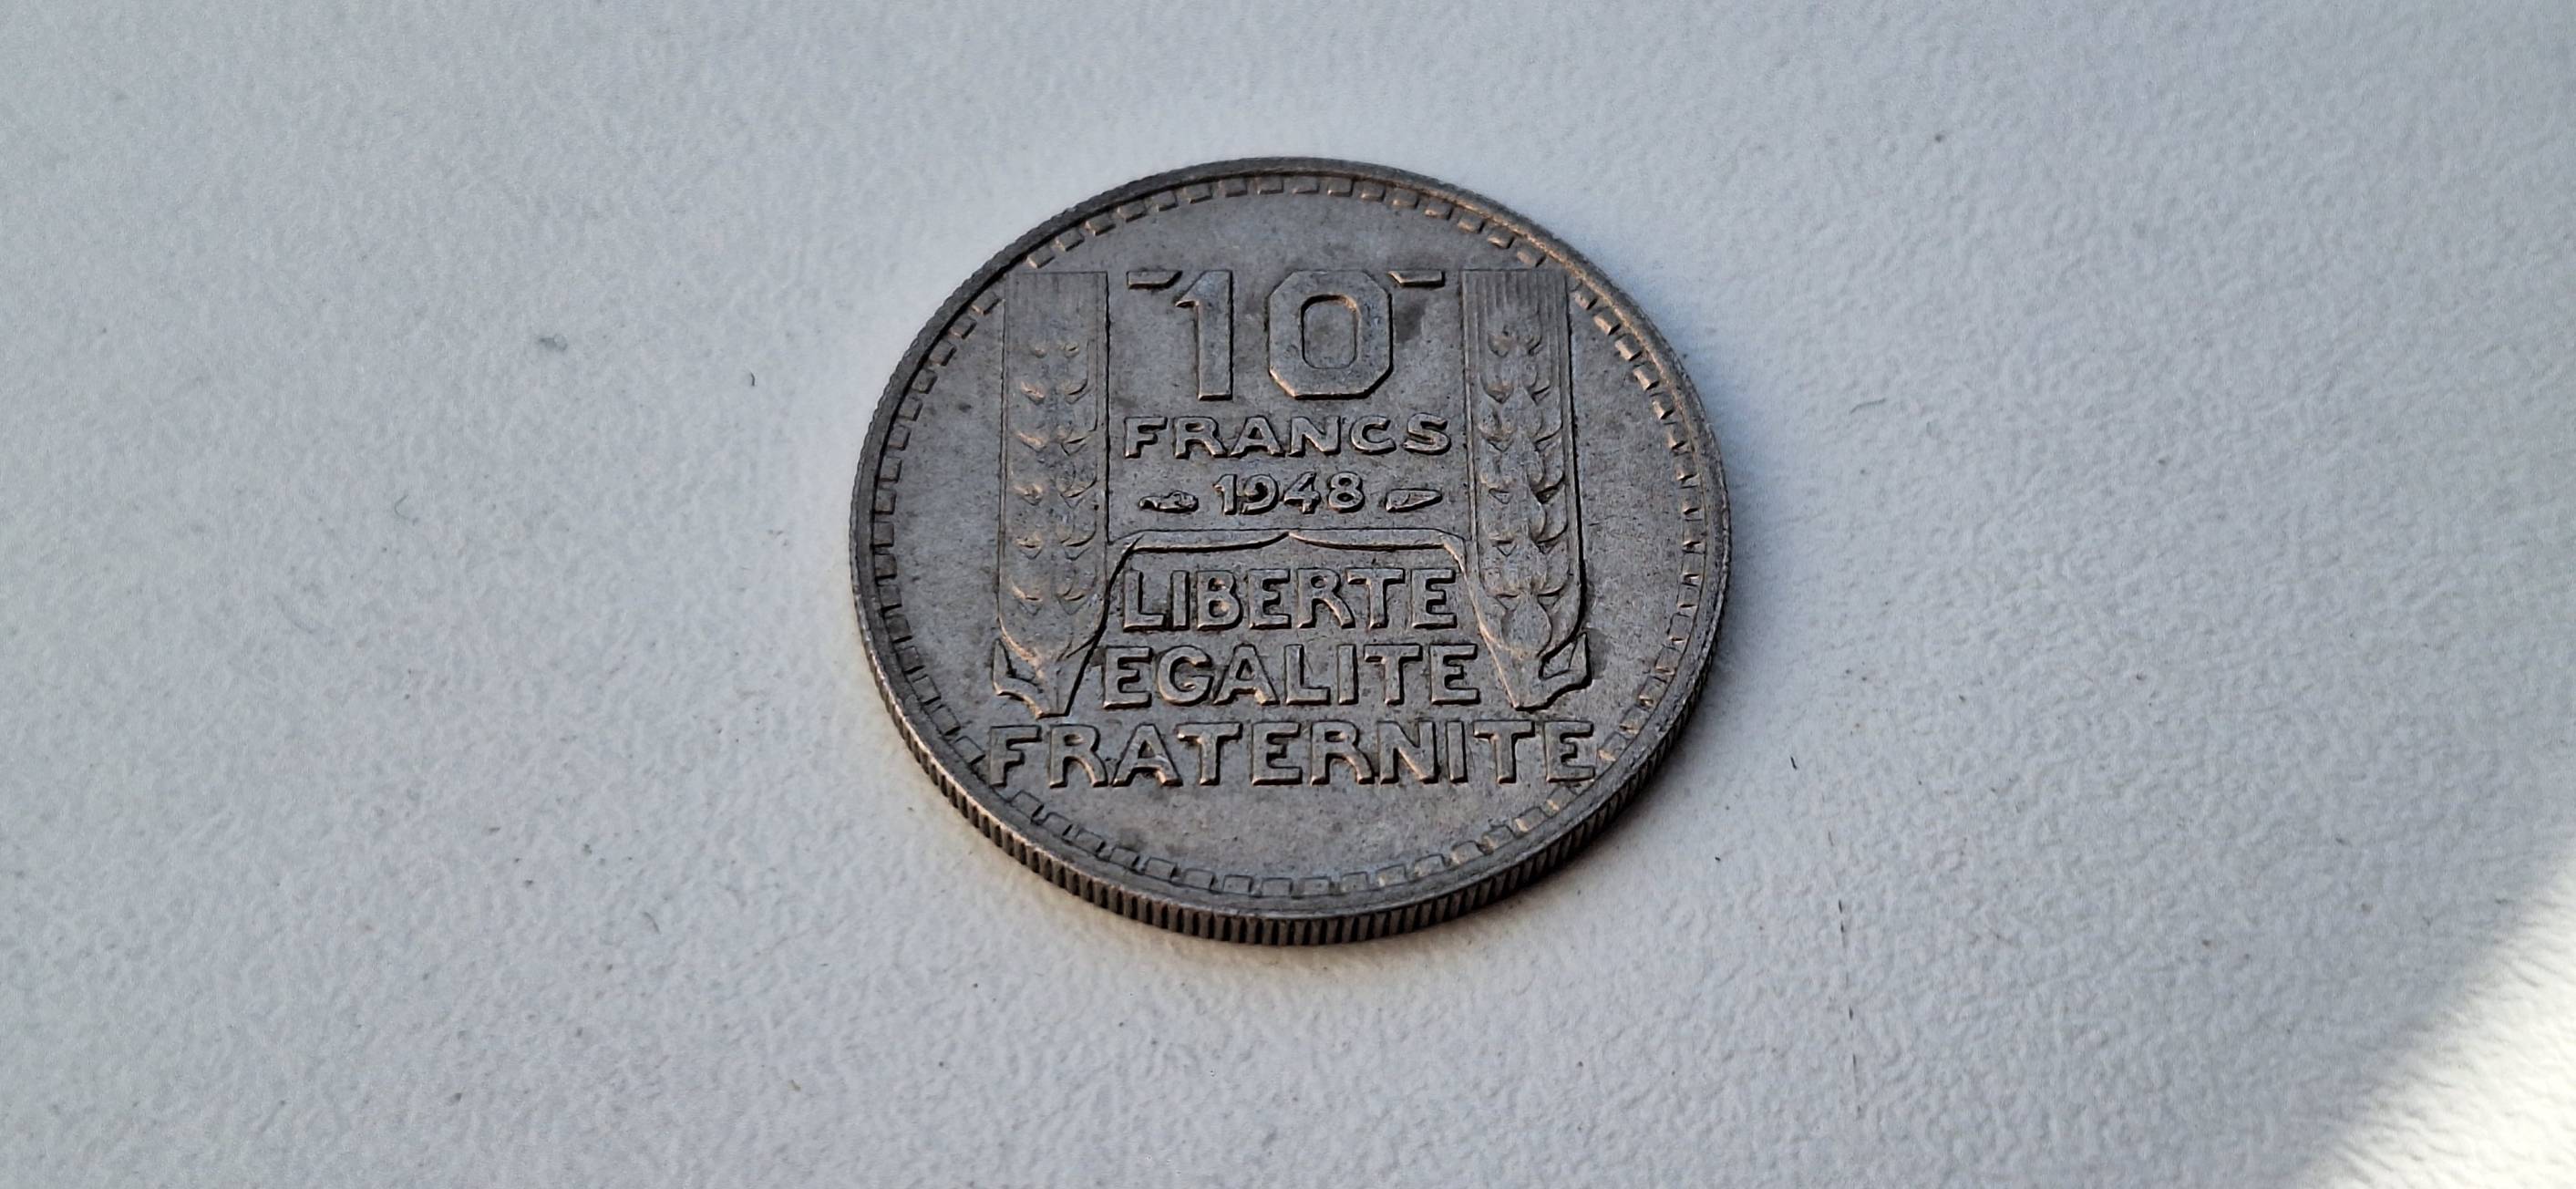 10
FRANCS
1948
LIBERTE
EGALITE
FRATERNITE